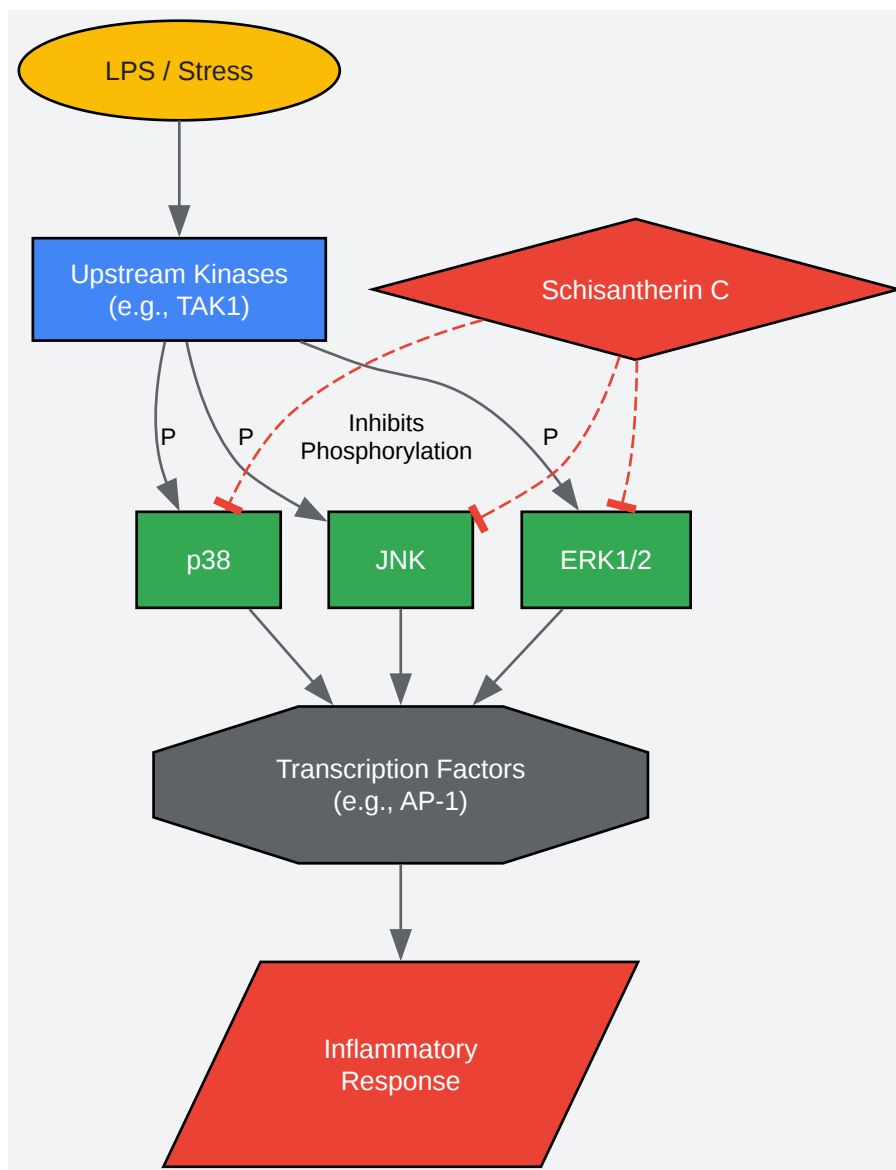 LPS / Stress
Upstream Kinases
(e.g., TAK1)
Schisantherin C
Inhibits
Phosphorylation
P
P
P
p38
JNK
ERK1/2
Transcription Factors
(e.g., AP-1)
Inflammatory
Response